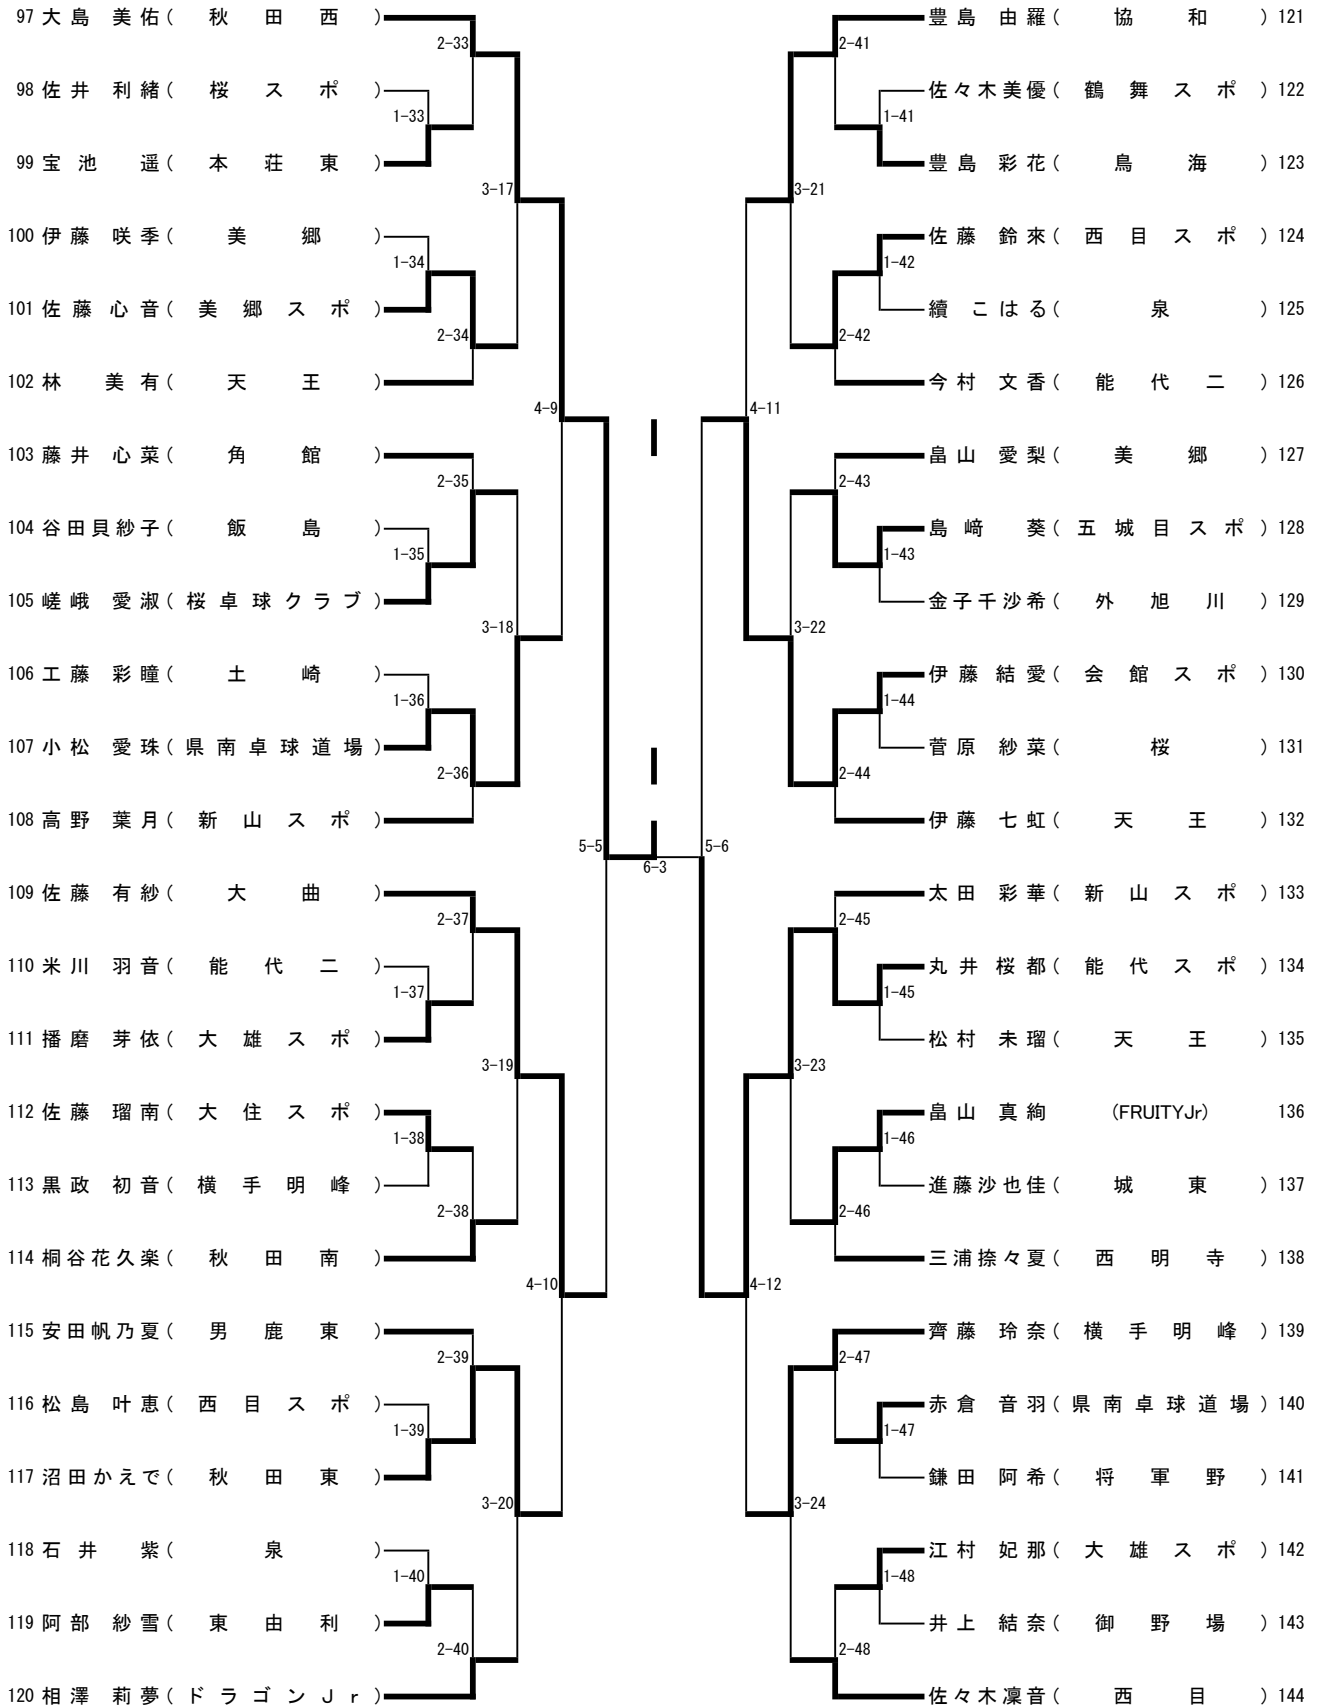 97 大島 美佑 ( 秋田西 )
2-33
98 佐井 利緒 ( 桜スポ )
1-33
99 宝池 遥 ( 本荘東 )
3-17
100 伊藤 咲季 ( 美郷 )
1-34
101 佐藤 心音 ( 美郷スポ )
2-34
102 林 美有 ( 天王 )
4-9
103 藤井 心菜 ( 角館 )
2-35
104 谷田貝紗子 ( 飯島 )
1-35
105 嵯峨 愛淑 ( 桜卓球クラブ )
3-18
106 工藤 彩瞳 ( 土崎 )
1-36
107 小松 愛珠 ( 県南卓球道場 )
2-36
108 高野 葉月 ( 新山スポ )
5-5
6-3
109 佐藤 有紗 ( 大曲 )
2-37
110 米川 羽音 ( 能代二 )
1-37
111 播磨 芽依 ( 大雄スポ )
3-19
112 佐藤 瑠南 ( 大住スポ )
1-38
113 黒政 初音 ( 横手明峰 )
2-38
114 桐谷花久楽 ( 秋田南 )
4-10
115 安田帆乃夏 ( 男鹿東 )
2-39
116 松島 叶恵 ( 西目スポ )
1-39
117 沼田かえで ( 秋田東 )
3-20
118 石井 紫 ( 泉 )
1-40
119 阿部 紗雪 ( 東由利 )
2-40
120 相澤 莉夢 ( ドラゴンJr )
豊島 由羅 ( 協和 ) 121
2-41
佐々木美優 ( 鶴舞スポ ) 122
1-41
豊島 彩花 ( 鳥海 ) 123
3-21
佐藤 鈴來 ( 西目スポ ) 124
1-42
續 こはる ( 泉 ) 125
2-42
今村 文香 ( 能代二 ) 126
4-11
畠山 愛梨 ( 美郷 ) 127
2-43
島﨑 葵 ( 五城目スポ ) 128
1-43
金子千沙希 ( 外旭川 ) 129
3-22
伊藤 結愛 ( 会館スポ ) 130
1-44
菅原 紗菜 ( 桜 ) 131
2-44
伊藤 七虹 ( 天王 ) 132
5-6
太田 彩華 ( 新山スポ ) 133
2-45
丸井 桜都 ( 能代スポ ) 134
1-45
松村 未瑠 ( 天王 ) 135
3-23
畠山 真絢 (FRUITYJr) 136
1-46
進藤沙也佳 ( 城東 ) 137
2-46
三浦捺々夏 ( 西明寺 ) 138
4-12
齊藤 玲奈 ( 横手明峰 ) 139
2-47
赤倉 音羽 ( 県南卓球道場 ) 140
1-47
鎌田 阿希 ( 将軍野 ) 141
3-24
江村 妃那 ( 大雄スポ ) 142
1-48
井上 結奈 ( 御野場 ) 143
2-48
佐々木凜音 ( 西目 ) 144